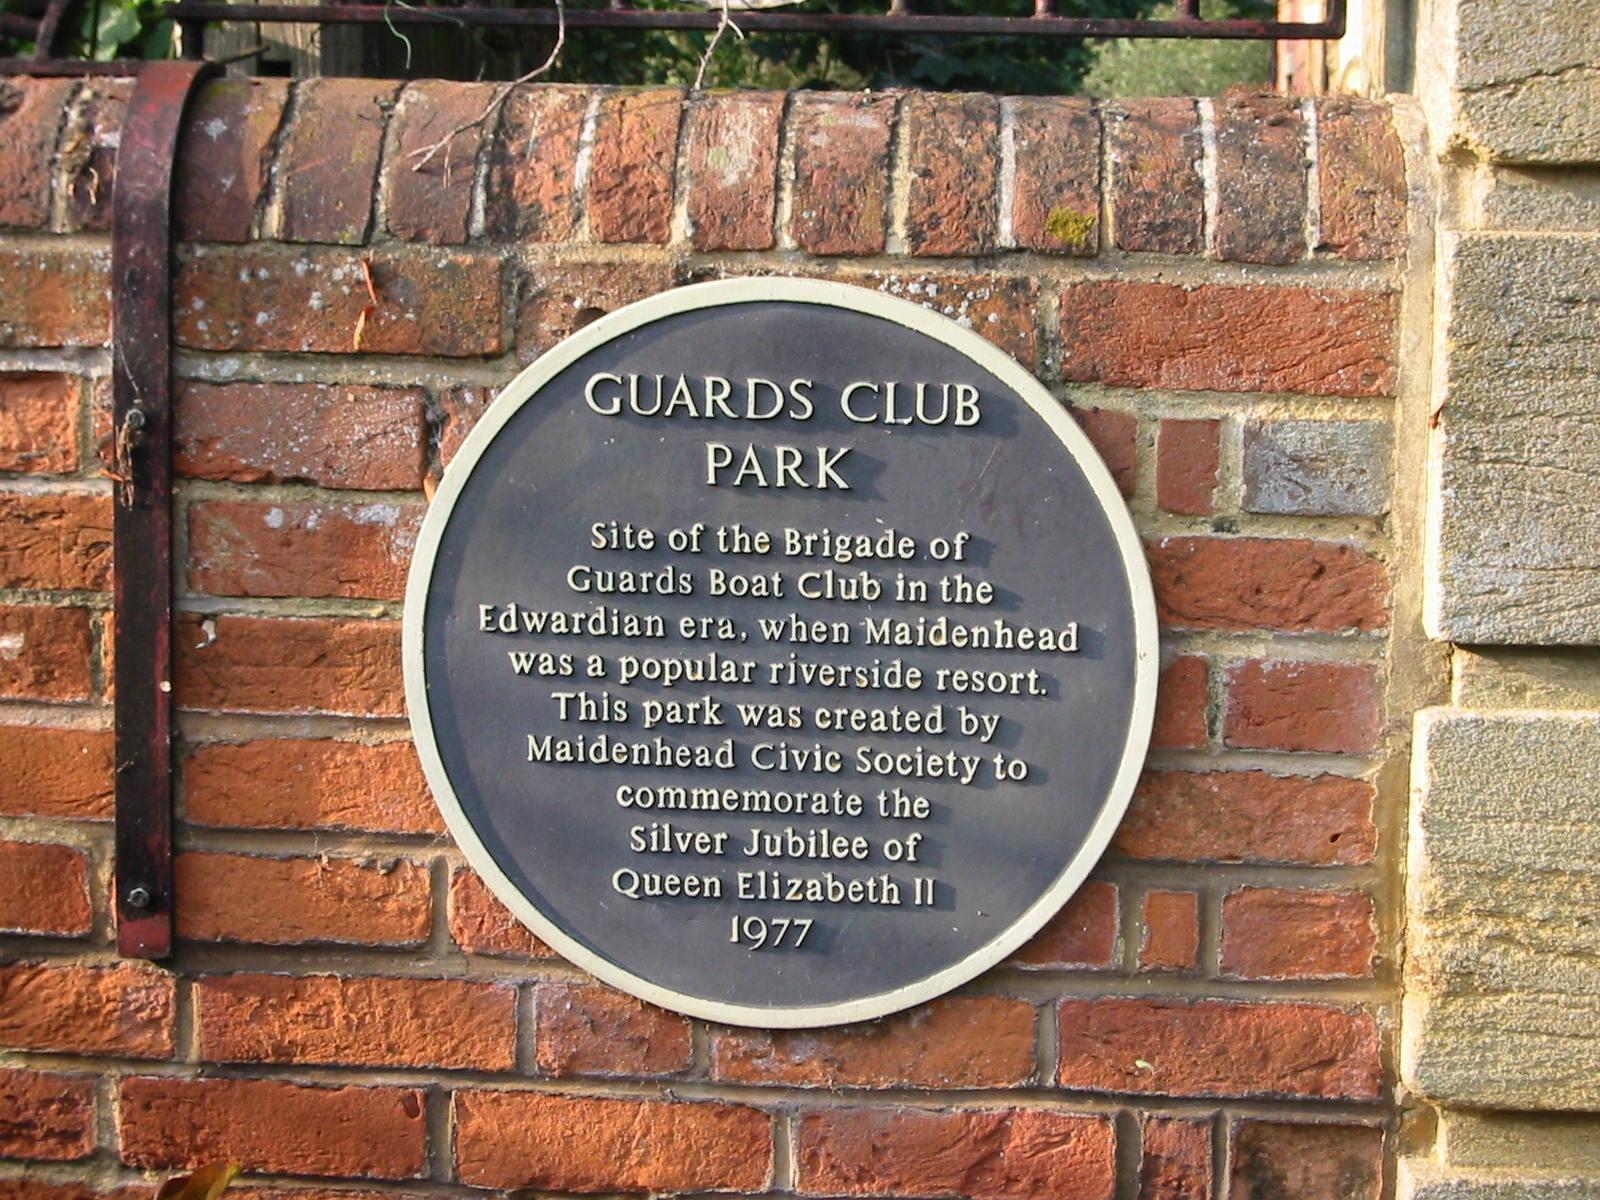 GUARDS CLUB
PARK
Site of the Brigade of
Guards Boat Club in the
Edwardian era, when Maidenhead
was a popular riverside resort.
This park was created by
Maidenhead Civic Society to
commemorate the
Silver Jubilee of
Queen Elizabeth II
1977